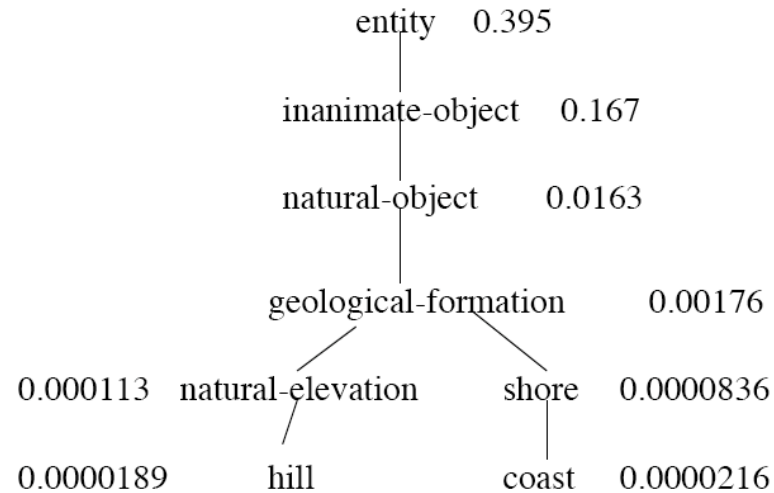 entity 0.395
inanimate-object 0.167
natural-object 0.0163
geological-formation 0.00176
0.000113 natural-elevation shore 0.0000836
0.0000189 hill coast 0.0000216